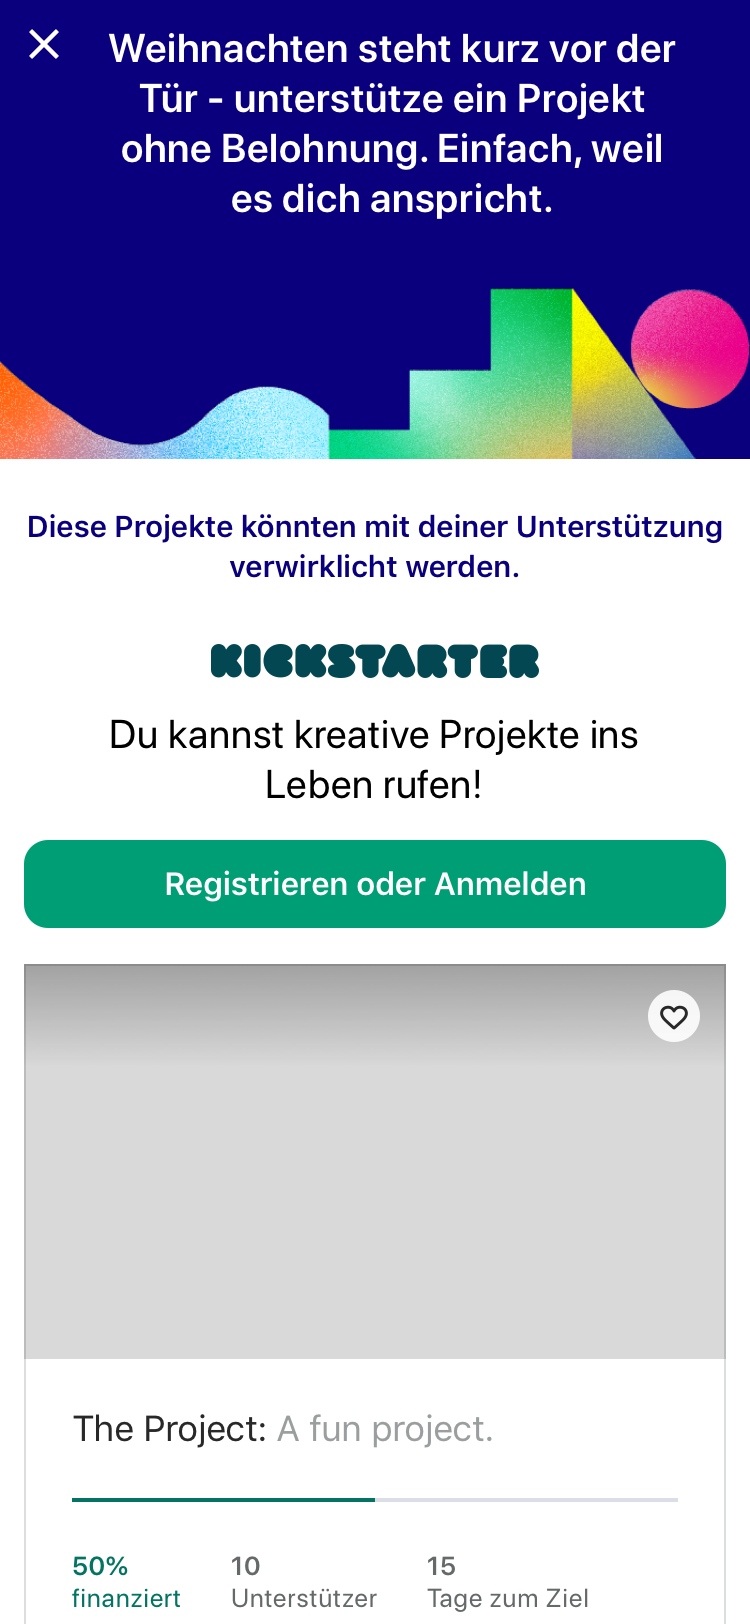 Weihnachten steht kurz vor der
Tür - unterstütze ein Projekt
ohne Belohnung. Einfach, weil
es dich anspricht.
Diese Projekte könnten mit deiner Unterstützung
verwirklicht werden.
KICKSTARTER
Du kannst kreative Projekte ins
Leben rufen!
Registrieren oder Anmelden
The Project: A fun project.
50% 10 15
finanziert Unterstützer Tage zum Ziel